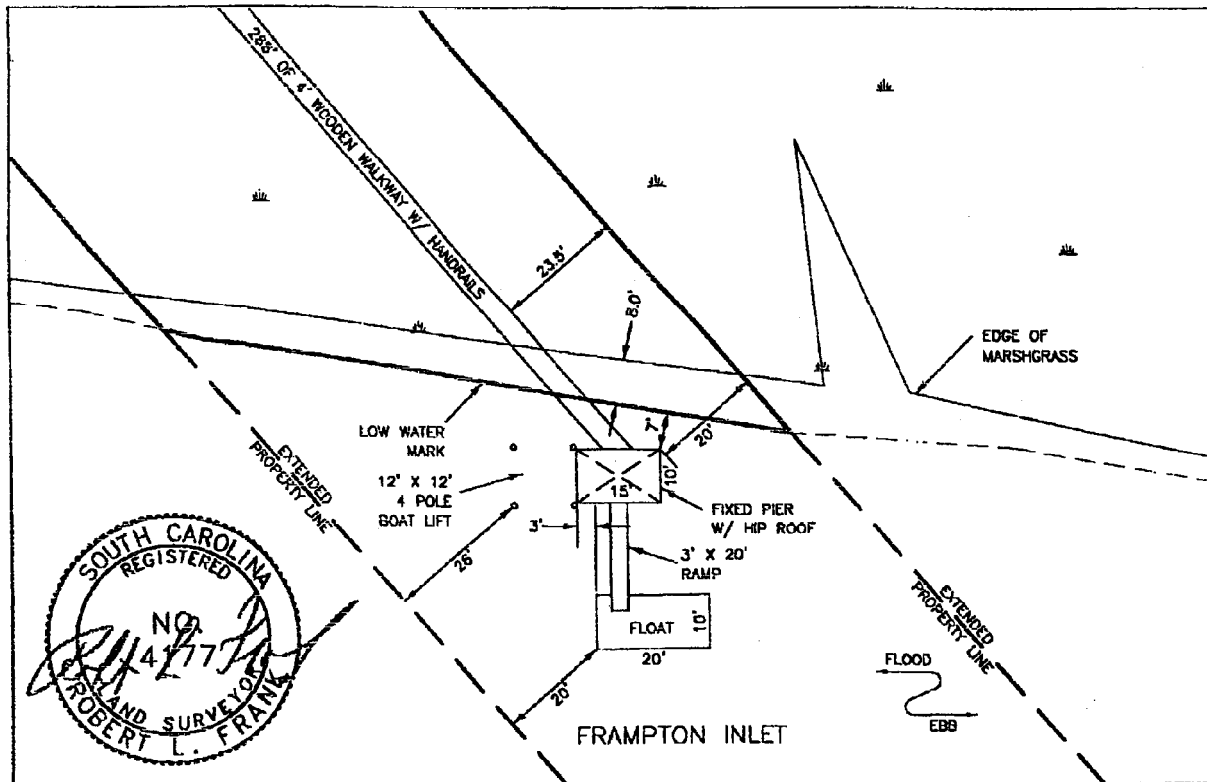 288' OF 4' WOODEN WALKWAY W/ HANDRAILS
23.5'
8.0'
EDGE OF
MARSHGRASS
LOW WATER
MARK
7'
20'
EXTENDED
PROPERTY LINE
12' X 12'
4 POLE
BOAT LIFT
15'
10'
FIXED PIER
W/ HIP ROOF
3'
3' X 20'
RAMP
26'
FLOAT
10'
20'
20'
EXTENDED
PROPERTY LINE
FLOOD
EBB
FRAMPTON INLET
SOUTH CAROLINA
REGISTERED
NO.
4177
LAND SURVEYOR
ROBERT L. FRANK